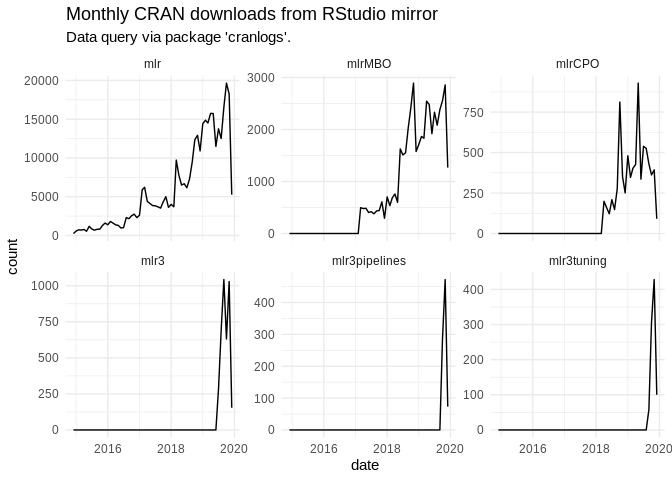 Monthly CRAN downloads from RStudio mirror
Data query via package 'cranlogs'.
mlr
mlrMBO
mlrCPO
20000
15000
10000
5000
0
3000
2000
1000
0
750
500
250
0
count
mlr3
mlr3pipelines
mlr3tuning
1000
750
500
250
0
400
300
200
100
0
400
300
200
100
0
2016 2018 2020
2016 2018 2020
2016 2018 2020
date